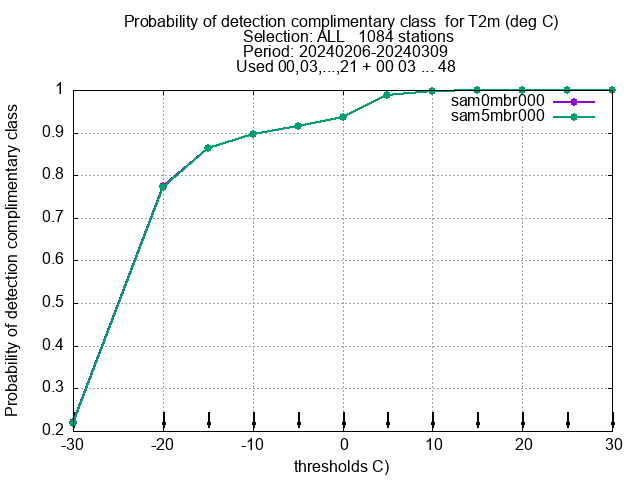 Probability of detection complimentary class  for T2m (deg C)
Selection: ALL   1084 stations
Period: 20240206-20240309
Used 00,03,...,21 + 00 03 ... 48
sam0mbr000
sam5mbr000
Probability of detection complimentary class
1
0.9
0.8
0.7
0.6
0.5
0.4
0.3
0.2
-30
-20
-10
0
10
20
30
thresholds C)